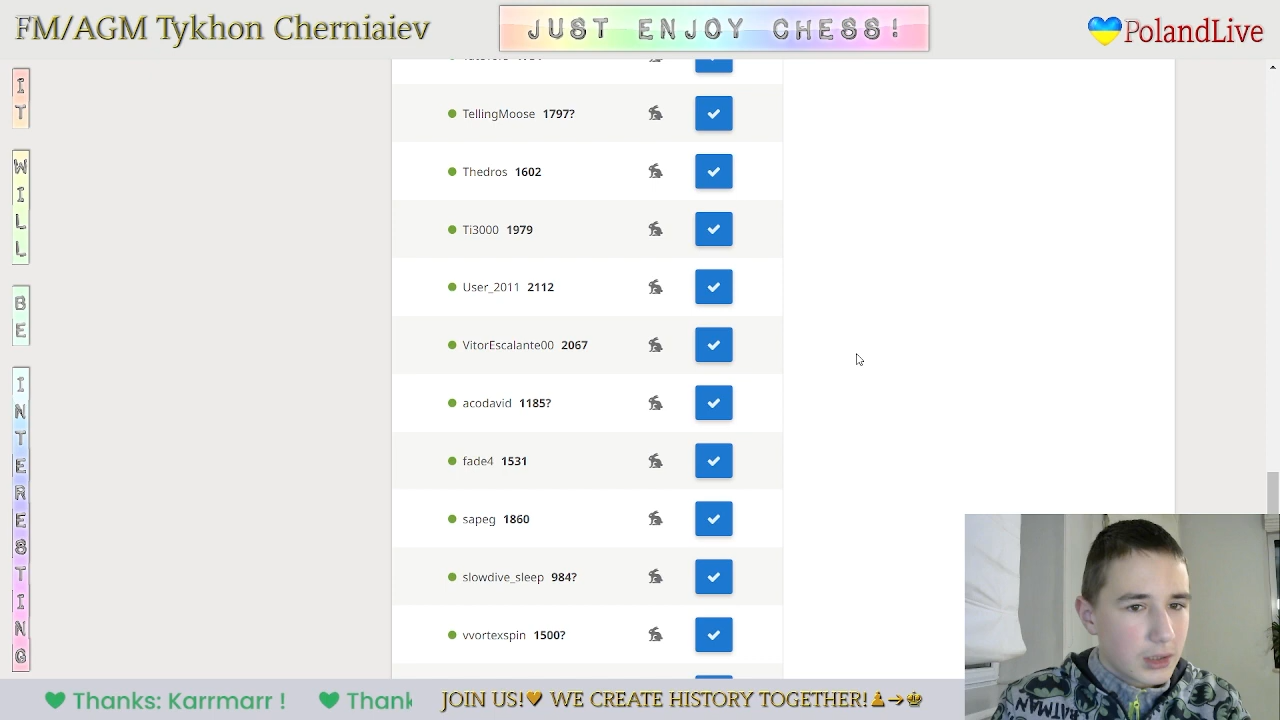 FM/AGM Tykhon Cherniaiev
JUST ENJOY CHESS!
PolandLive
IT
WILL
BE
INTERESTING
TellingMoose 1797?
Thedros 1602
Ti3000 1979
User_2011 2112
VitorEscalante00 2067
acodavid 1185?
fade4 1531
sapeg 1860
slowdive_sleep 984?
vvortexspin 1500?
BATMAN
Thanks: Karrmarr ! Thank
JOIN US! WE CREATE HISTORY TOGETHER!